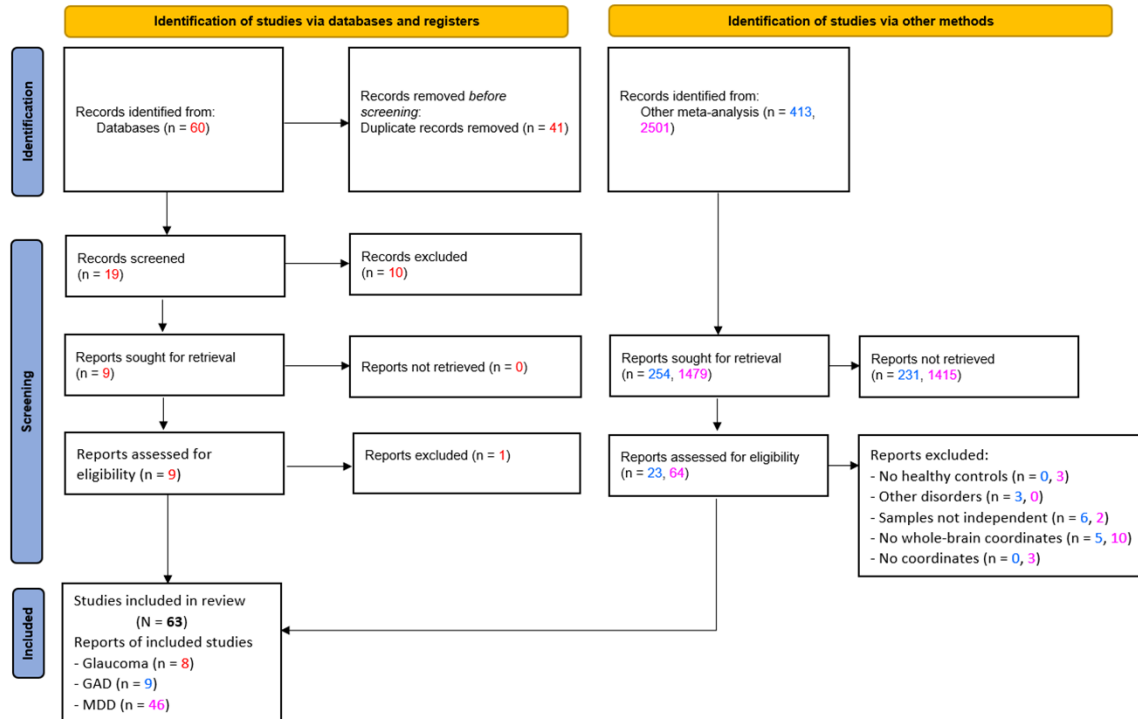 Identification of studies via databases and registers
Identification of studies via other methods
Identification
Records identified from:
Databases (n = 60)
Records removed before
screening:
Duplicate records removed (n = 41)
Records identified from:
Other meta-analysis (n = 413,
2501)
Screening
Records screened
(n = 19)
Records excluded
(n = 10)
Reports sought for retrieval
(n = 9)
Reports not retrieved (n = 0)
Reports sought for retrieval
(n = 254, 1479)
Reports not retrieved
(n = 231, 1415)
Reports assessed for
eligibility (n = 9)
Reports excluded (n = 1)
Reports assessed for eligibility
(n = 23, 64)
Reports excluded:
- No healthy controls (n = 0, 3)
- Other disorders (n = 3, 0)
- Samples not independent (n = 6, 2)
- No whole-brain coordinates (n = 5, 10)
- No coordinates (n = 0, 3)
Included
Studies included in review
(N = 63)
Reports of included studies
- Glaucoma (n = 8)
- GAD (n = 9)
- MDD (n = 46)